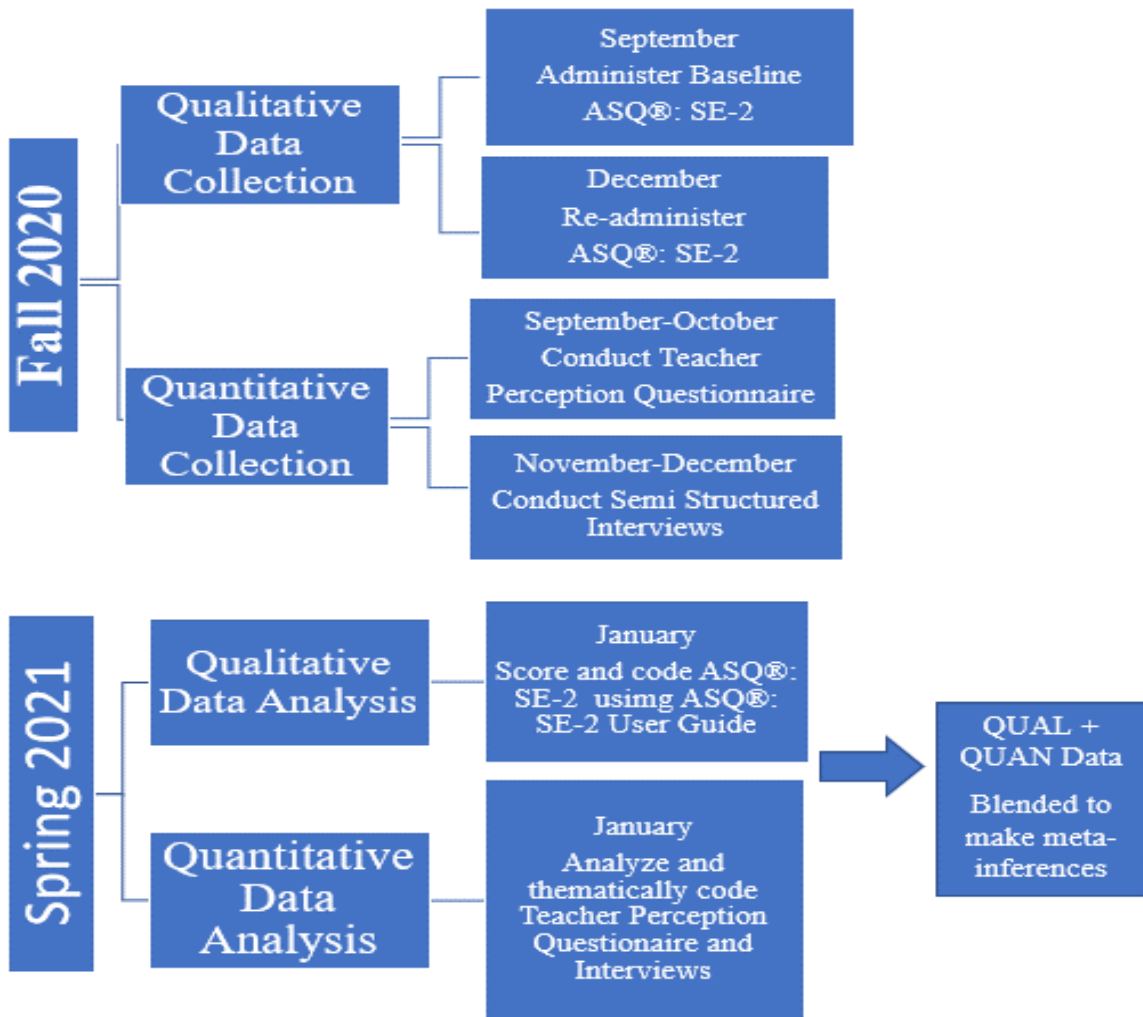 Fall 2020
Qualitative
Data
Collection
September
Administer Baseline
ASQ®: SE-2
December
Re-administer
ASQ®: SE-2
Quantitative
Data
Collection
September-October
Conduct Teacher
Perception Questionnaire
November-December
Conduct Semi Structured
Interviews
Spring 2021
Qualitative
Data Analysis
January
Score and code ASQ®:
SE-2 usimg ASQ®:
SE-2 User Guide
Quantitative
Data
Analysis
January
Analyze and
thematically code
Teacher Perception
Questionaire and
Interviews
QUAL +
QUAN Data
Blended to
make meta-
inferences